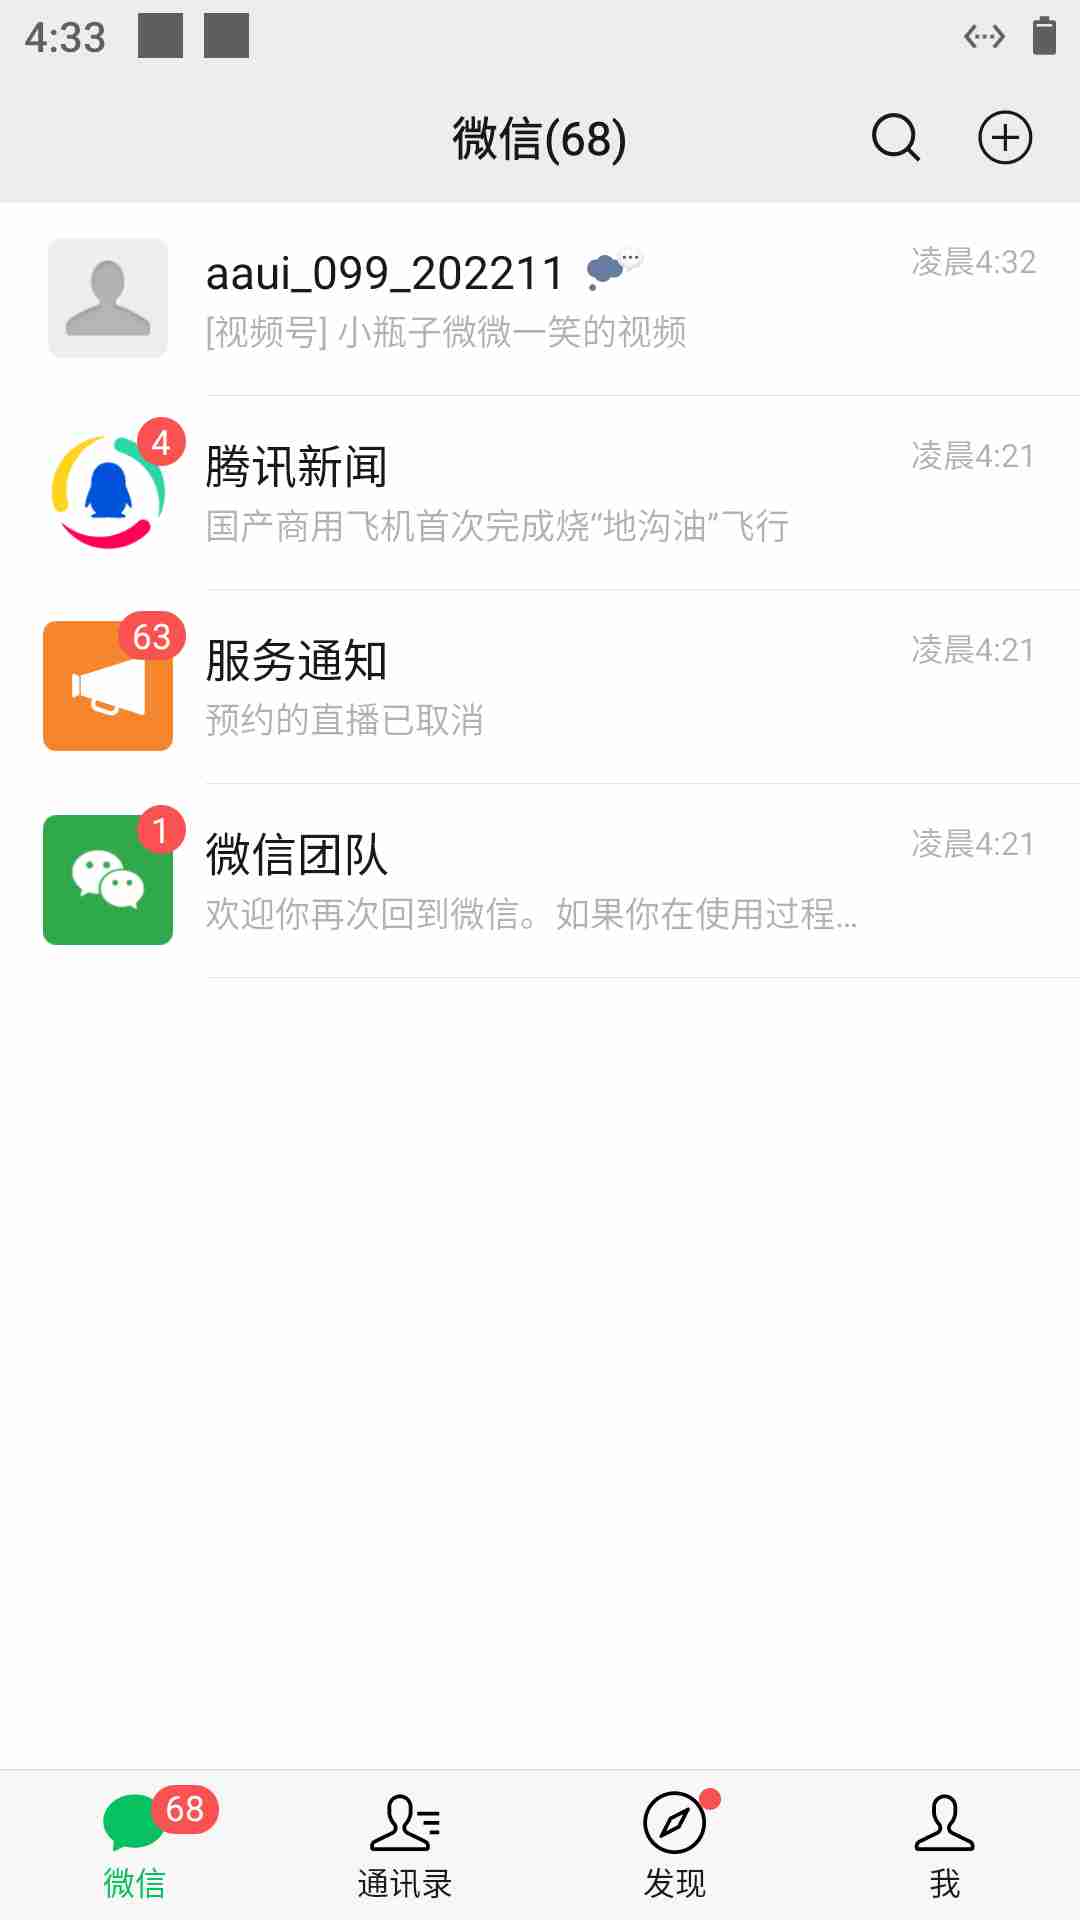 4:33
微信(68)
aaui_099_202211
凌晨4:32
[视频号] 小瓶子微微一笑的视频
4
腾讯新闻
凌晨4:21
国产商用飞机首次完成烧“地沟油”飞行
63
服务通知
凌晨4:21
预约的直播已取消
1
微信团队
凌晨4:21
欢迎你再次回到微信。如果你在使用过程...
68
微信
通讯录
发现
我